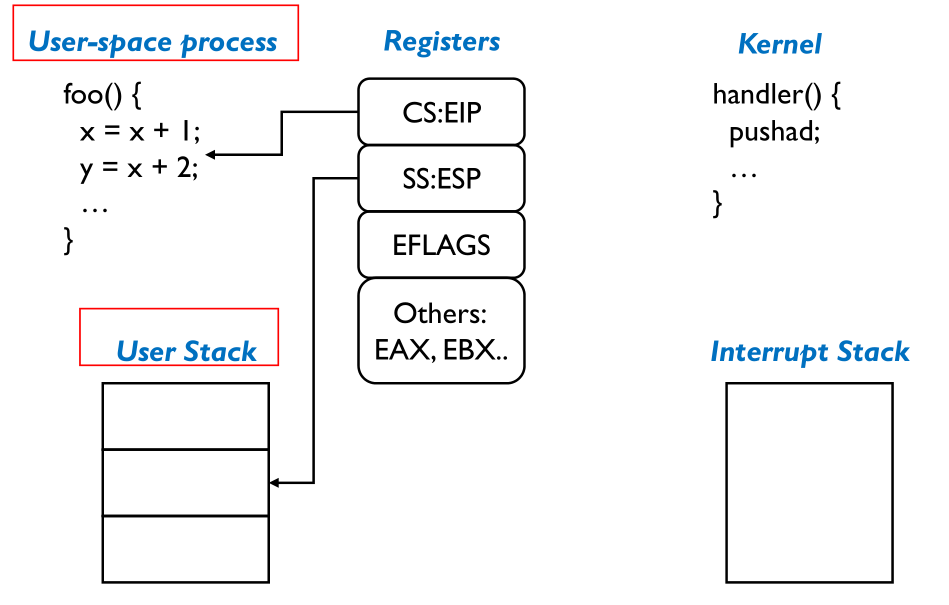 User-space process
foo() {
x = x + 1;
y = x + 2;
…
}
Registers
CS:EIP
SS:ESP
EFLAGS
Others:
EAX, EBX..
Kernel
handler() {
pushad;
…
}
User Stack
Interrupt Stack